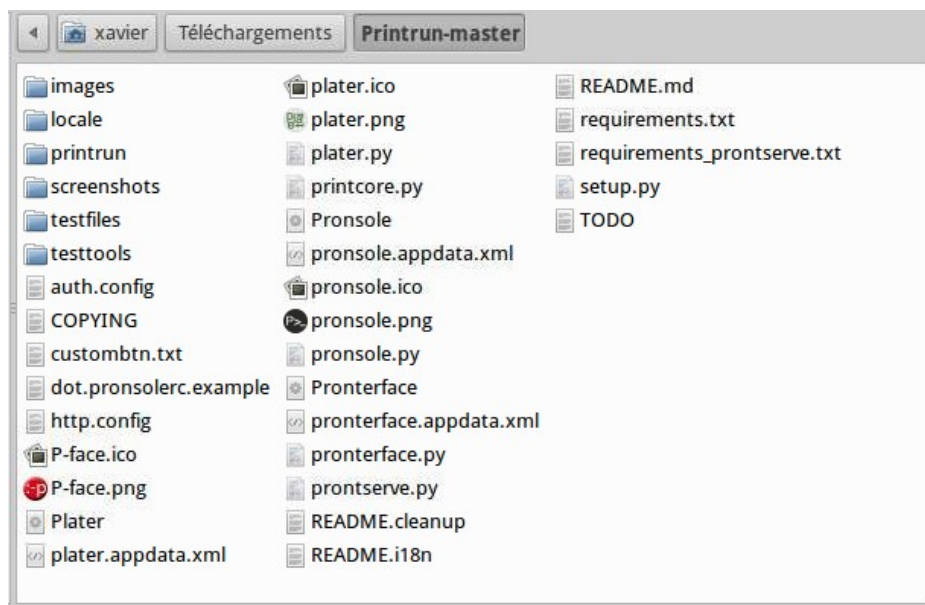 xavier Téléchargements Printrun-master
images
locale
printrun
screenshots
testfiles
testtools
auth.config
COPYING
custombtn.txt
dot.pronsolerc.example
http.config
P-face.ico
P-face.png
Plater
plater.appdata.xml
plater.ico
plater.png
plater.py
printcore.py
Pronsole
pronsole.appdata.xml
pronsole.ico
pronsole.png
pronsole.py
Pronterface
pronterface.appdata.xml
pronterface.py
prontserve.py
README.cleanup
README.i18n
README.md
requirements.txt
requirements_prontserve.txt
setup.py
TODO